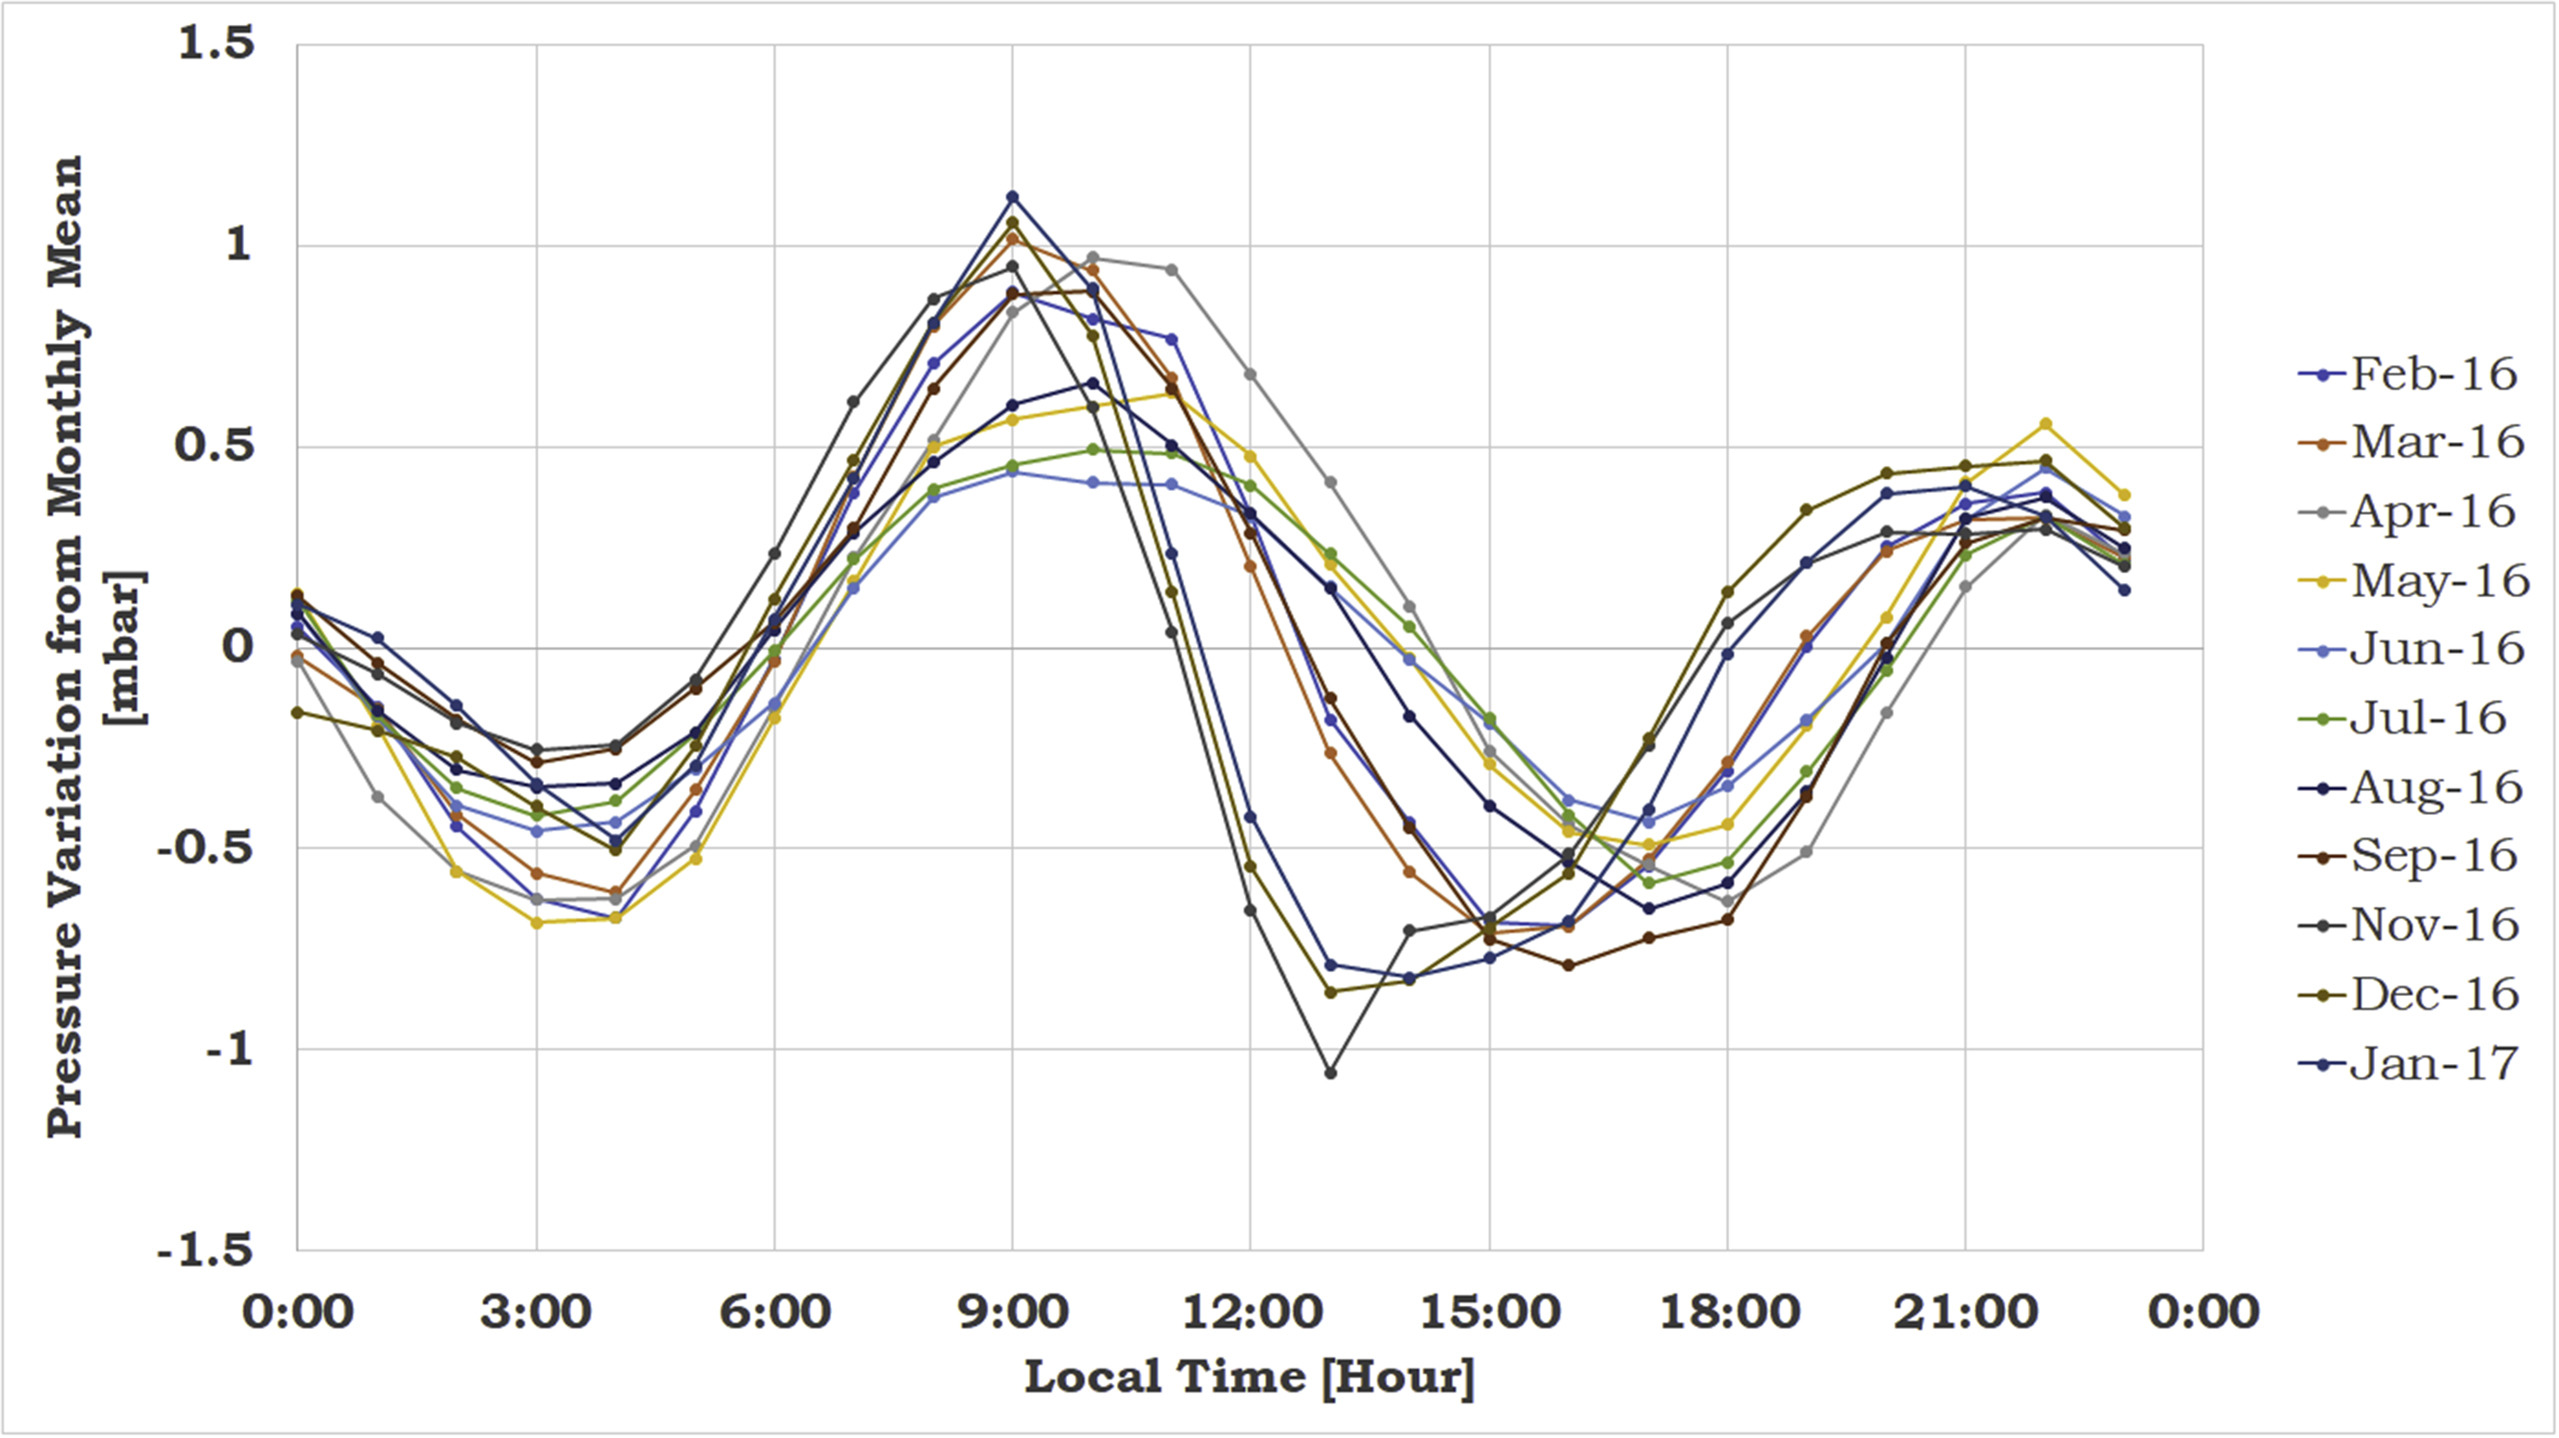 Pressure Variation from Monthly Mean
[mbar]
1.5
1
0.5
0
-0.5
-1
-1.5
0:00 3:00 6:00 9:00 12:00 15:00 18:00 21:00 0:00
Local Time [Hour]
Feb-16
Mar-16
Apr-16
May-16
Jun-16
Jul-16
Aug-16
Sep-16
Nov-16
Dec-16
Jan-17